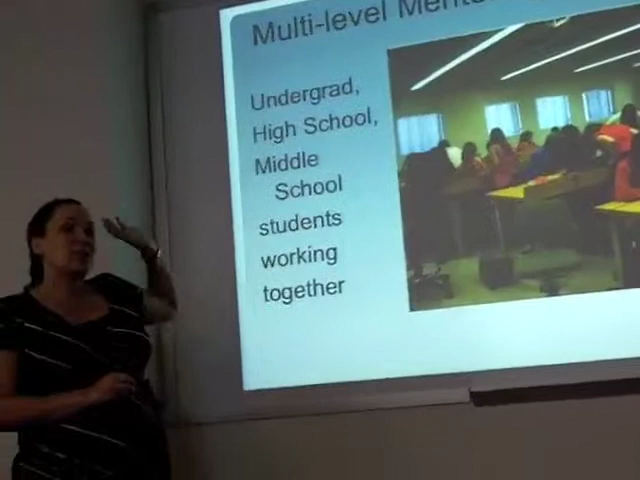 Multi-level
Undergrad,
High School,
Middle
School
students
working
together